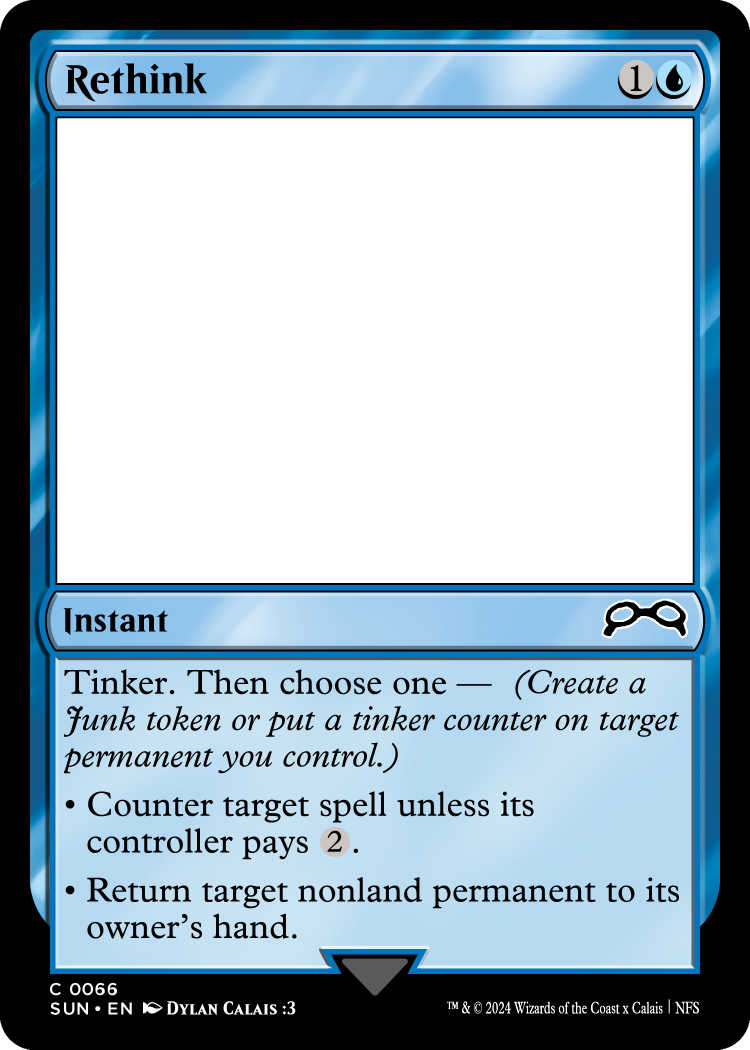 Rethink 1
Instant
Tinker. Then choose one — (Create a
Junk token or put a tinker counter on target
permanent you control.)
• Counter target spell unless its
controller pays 2.
• Return target nonland permanent to its
owner's hand.
C 0066
SUN • EN Dylan Calais :3
™ & © 2024 Wizards of the Coast x Calais | NFS